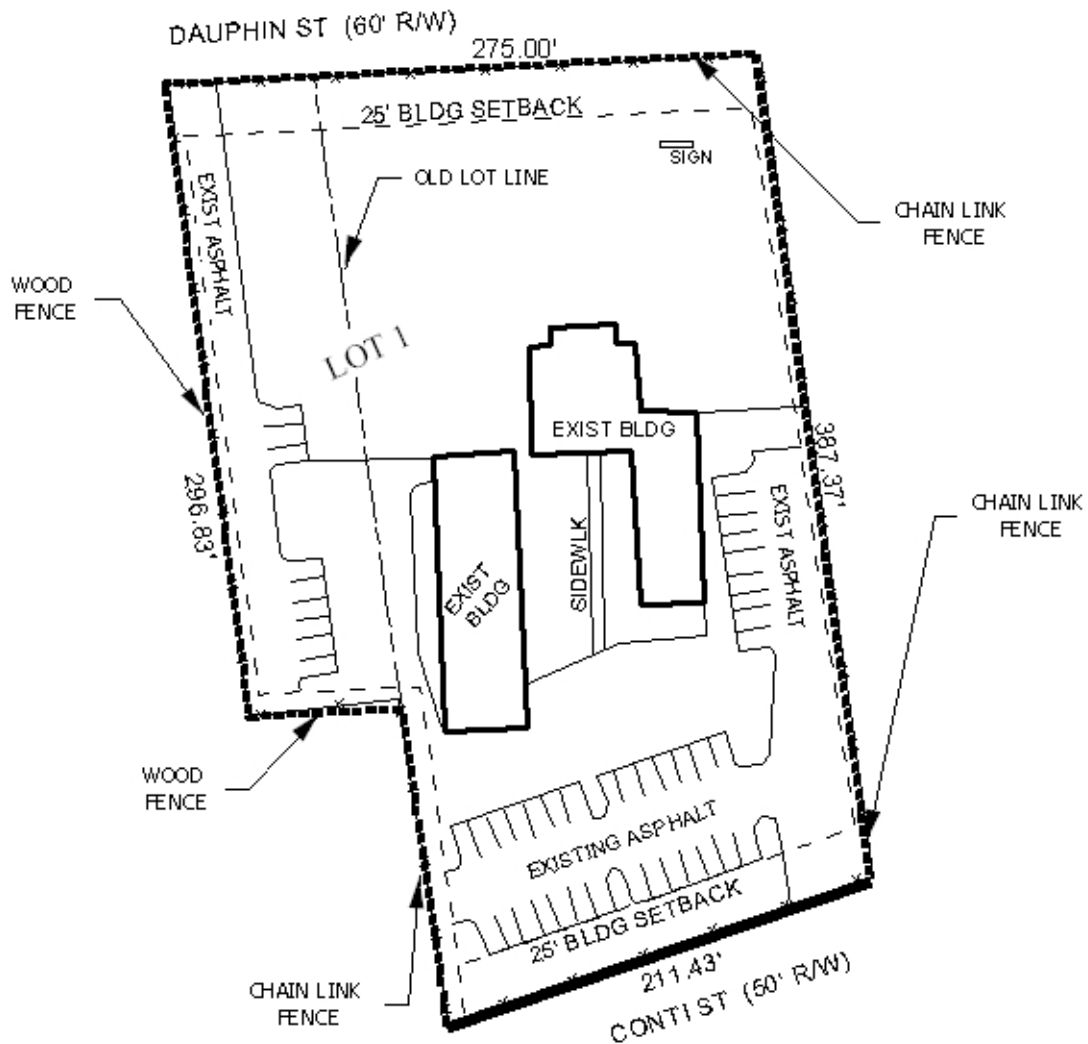 DAUPHIN ST (60' R/W)
275.00'
25' BLDG SETBACK
SIGN
OLD LOT LINE
EXIST ASPHALT
CHAIN LINK
FENCE
WOOD
FENCE
LOT 1
EXIST BLDG
387.37'
296.83'
EXIST ASPHALT
CHAIN LINK
FENCE
EXIST
BLDG
SIDEWLK
WOOD
FENCE
EXISTING ASPHALT
25' BLDG SETBACK
211.43'
CHAIN LINK
FENCE
CONTI ST (50' R/W)